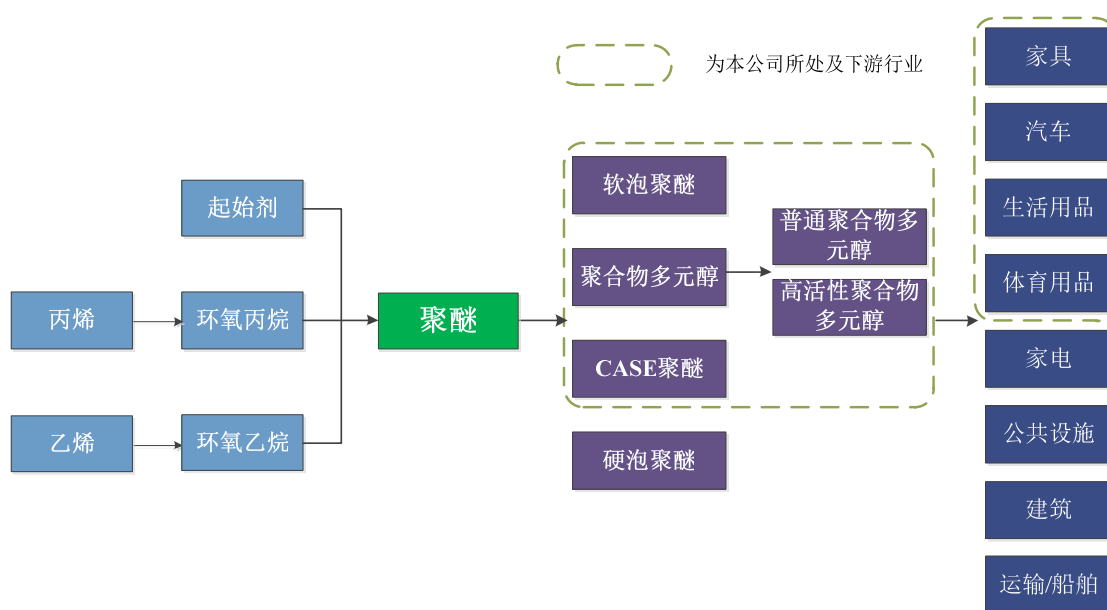 为本公司所处及下游行业
起始剂
丙烯
环氧丙烷
乙烯
环氧乙烷
聚醚
软泡聚醚
聚合物多元醇
普通聚合物多
元醇
高活性聚合物
多元醇
CASE聚醚
硬泡聚醚
家具
汽车
生活用品
体育用品
家电
公共设施
建筑
运输/船舶